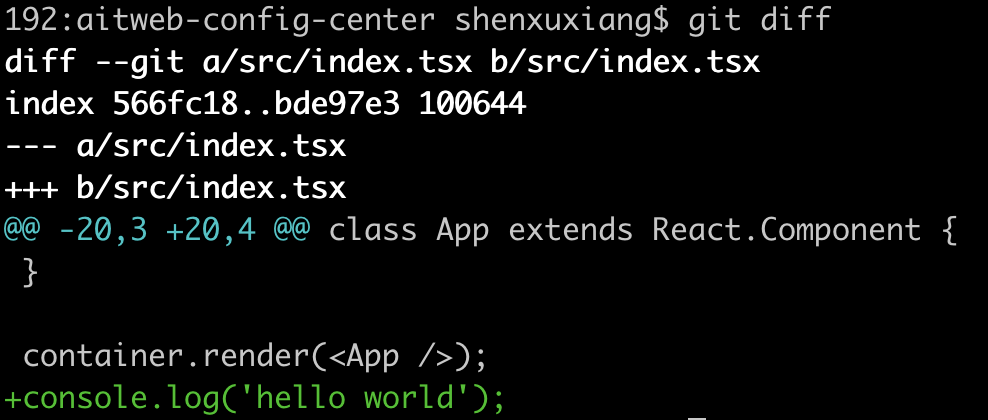 192:aitweb-config-center shenxuxiang$ git diff
diff --git a/src/index.tsx b/src/index.tsx
index 566fc18..bde97e3 100644
--- a/src/index.tsx
+++ b/src/index.tsx
@@ -20,3 +20,4 @@ class App extends React.Component {
 }

 container.render(<App />);
+console.log('hello world');